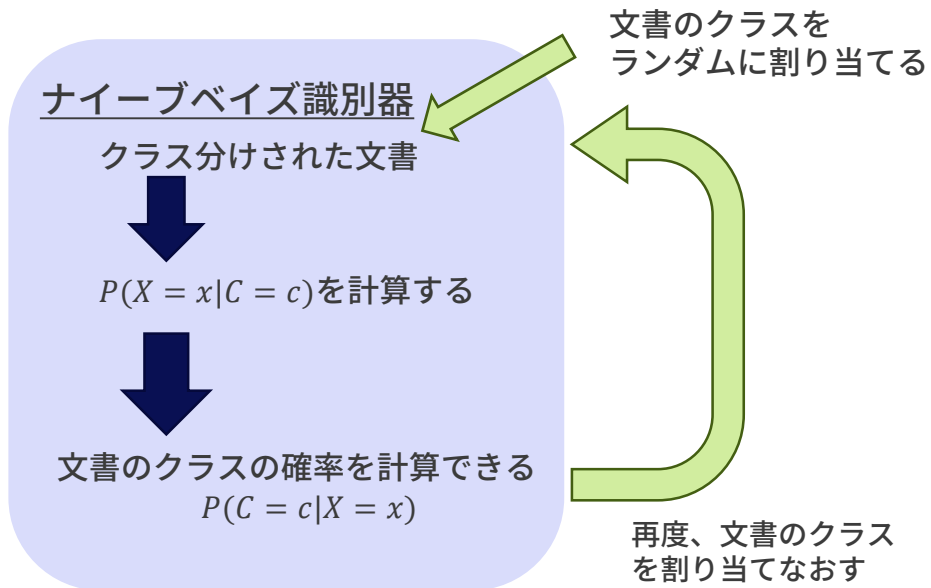 文書のクラスを
ランダムに割り当てる
ナイーブベイズ識別器
クラス分けされた文書
P(X = x|C = c)を計算する
文書のクラスの確率を計算できる
P(C = c|X = x)
再度、文書のクラス
を割り当てなおす